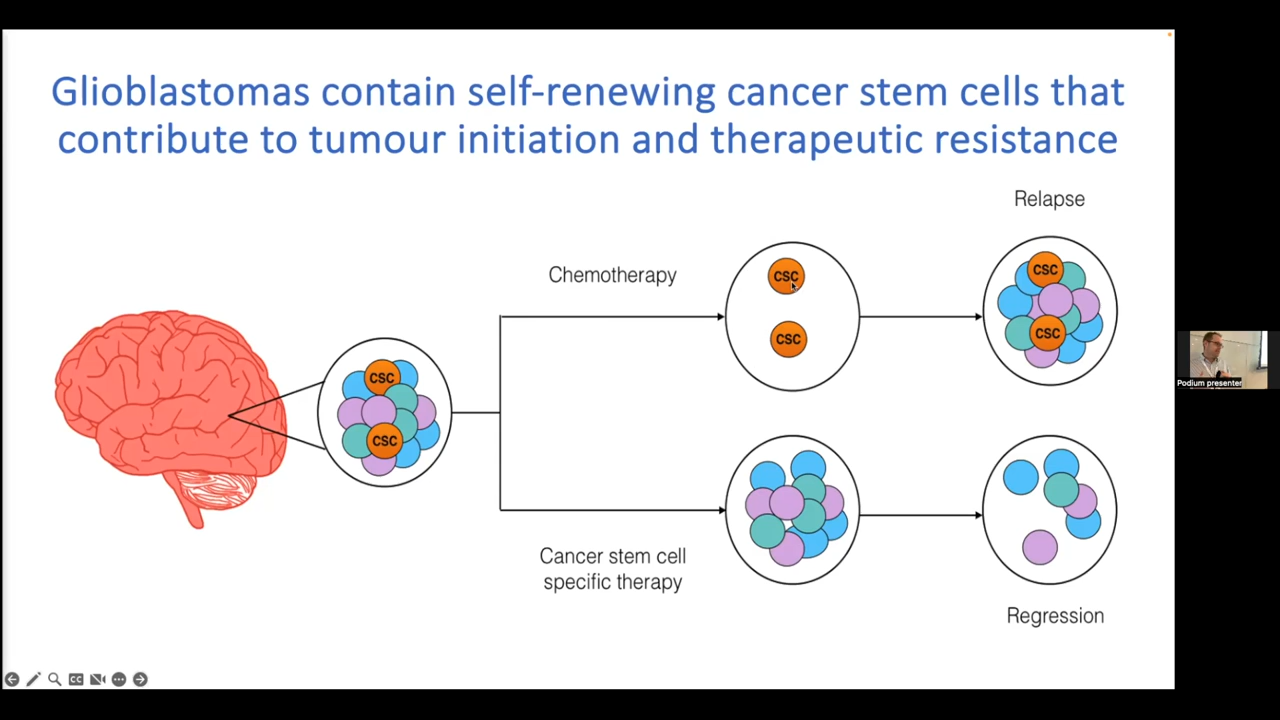 Glioblastomas contain self-renewing cancer stem cells that
contribute to tumour initiation and therapeutic resistance
Relapse
Chemotherapy
CSC
CSC
CSC
CSC
CSC
CSC
Cancer stem cell
specific therapy
Regression
Podium presenter
CC